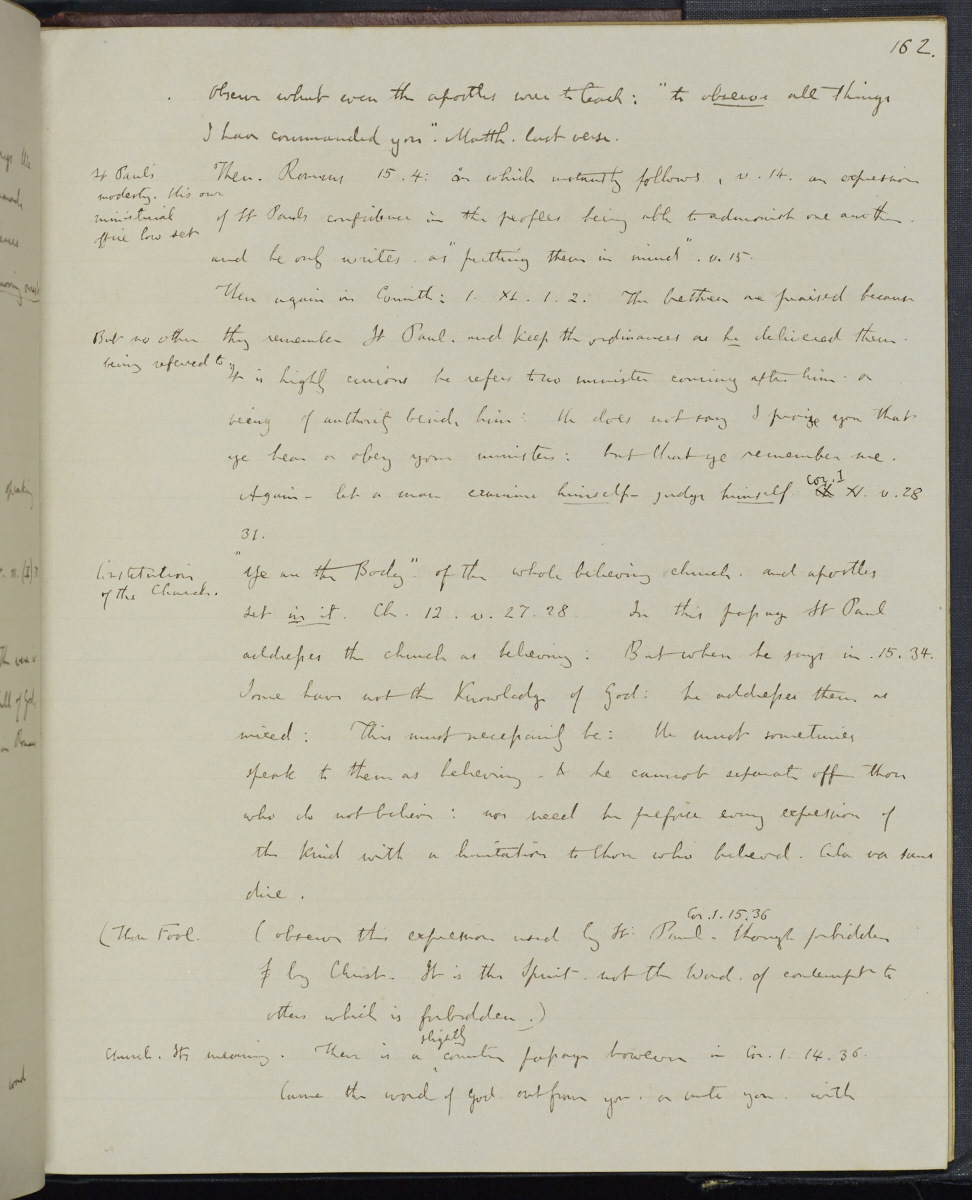 162.
observe what even the apostles were to teach: "to observe all things
I have commanded you". Matth. last verse.
St Paul's
modesty. His own
ministerial
office low set
Then. Romans 15.4: in which instantly follows, v. 14. an expression
of St Pauls confidence in the peoples being able to admonish one another.
and he only writes. as "putting them in mind". v. 15.
Then again in Corinth: 1. XI. 1. 2. The brethren are praised because
But no other
being referred to
they remember St Paul. and keep the ordinances as he delivered them.
It is highly curious he refers to no minister coming after him. or
being of authority beside him: He does not say I praise you that
ye hear or obey your ministers: but that ye remember me.
Again - let a man examine himself - judge himself Cor. I XI. v. 28
31.
Constitution
of the Church.
"Ye are the Body" of the whole believing church. and apostles
set in it. Ch. 12. v. 27. 28. In this passage St Paul
addresses the church as believing: But when he says in. 15. 34.
Some have not the Knowledge of God: he addresses them as
mixed: This must necessarily be: He must sometimes
speak to them as believing. & he cannot separate off those
who do not believe: nor need he preface every expression of
the kind with a limitation to those who believed. Cela va sans
dire.
(Thou Fool.
(observe this expression used by St. Paul - Cor. 1. 15. 36 though forbidden
by Christ - It is the Spirit. not the Word. of contempt to
others which is forbidden.)
Church. Its meaning. There is a slightly counter passage however in Cor. 1. 14. 36.
Came the word of God out from you. or unto you. with